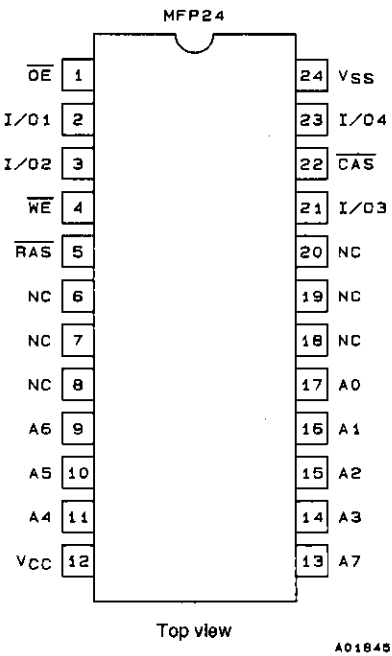 MFP24
OE 1 24 VSS
I/O1 2 23 I/O4
I/O2 3 22 CAS
WE 4 21 I/O3
RAS 5 20 NC
NC 6 19 NC
NC 7 18 NC
NC 8 17 A0
A6 9 16 A1
A5 10 15 A2
A4 11 14 A3
VCC 12 13 A7
Top view
A01845